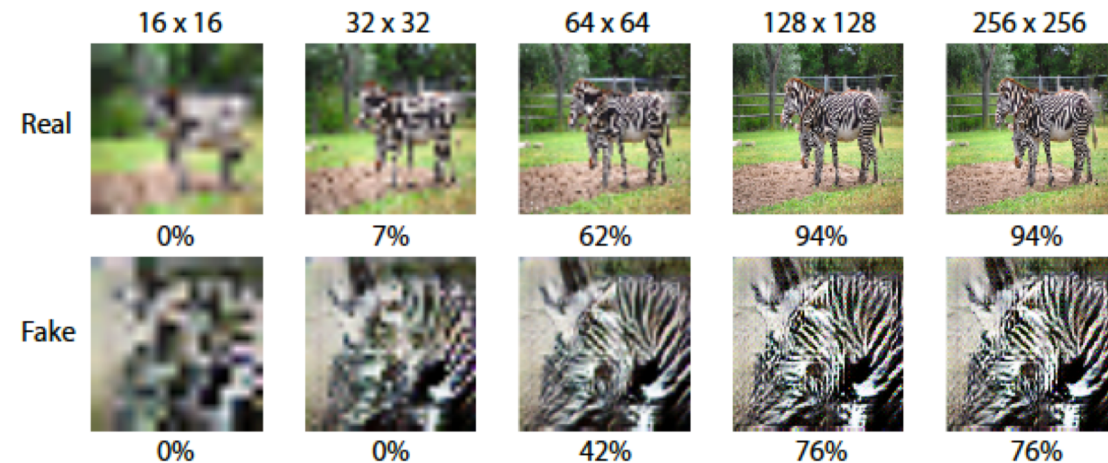 16 x 16 32 x 32 64 x 64 128 x 128 256 x 256
Real
0% 7% 62% 94% 94%
Fake
0% 0% 42% 76% 76%